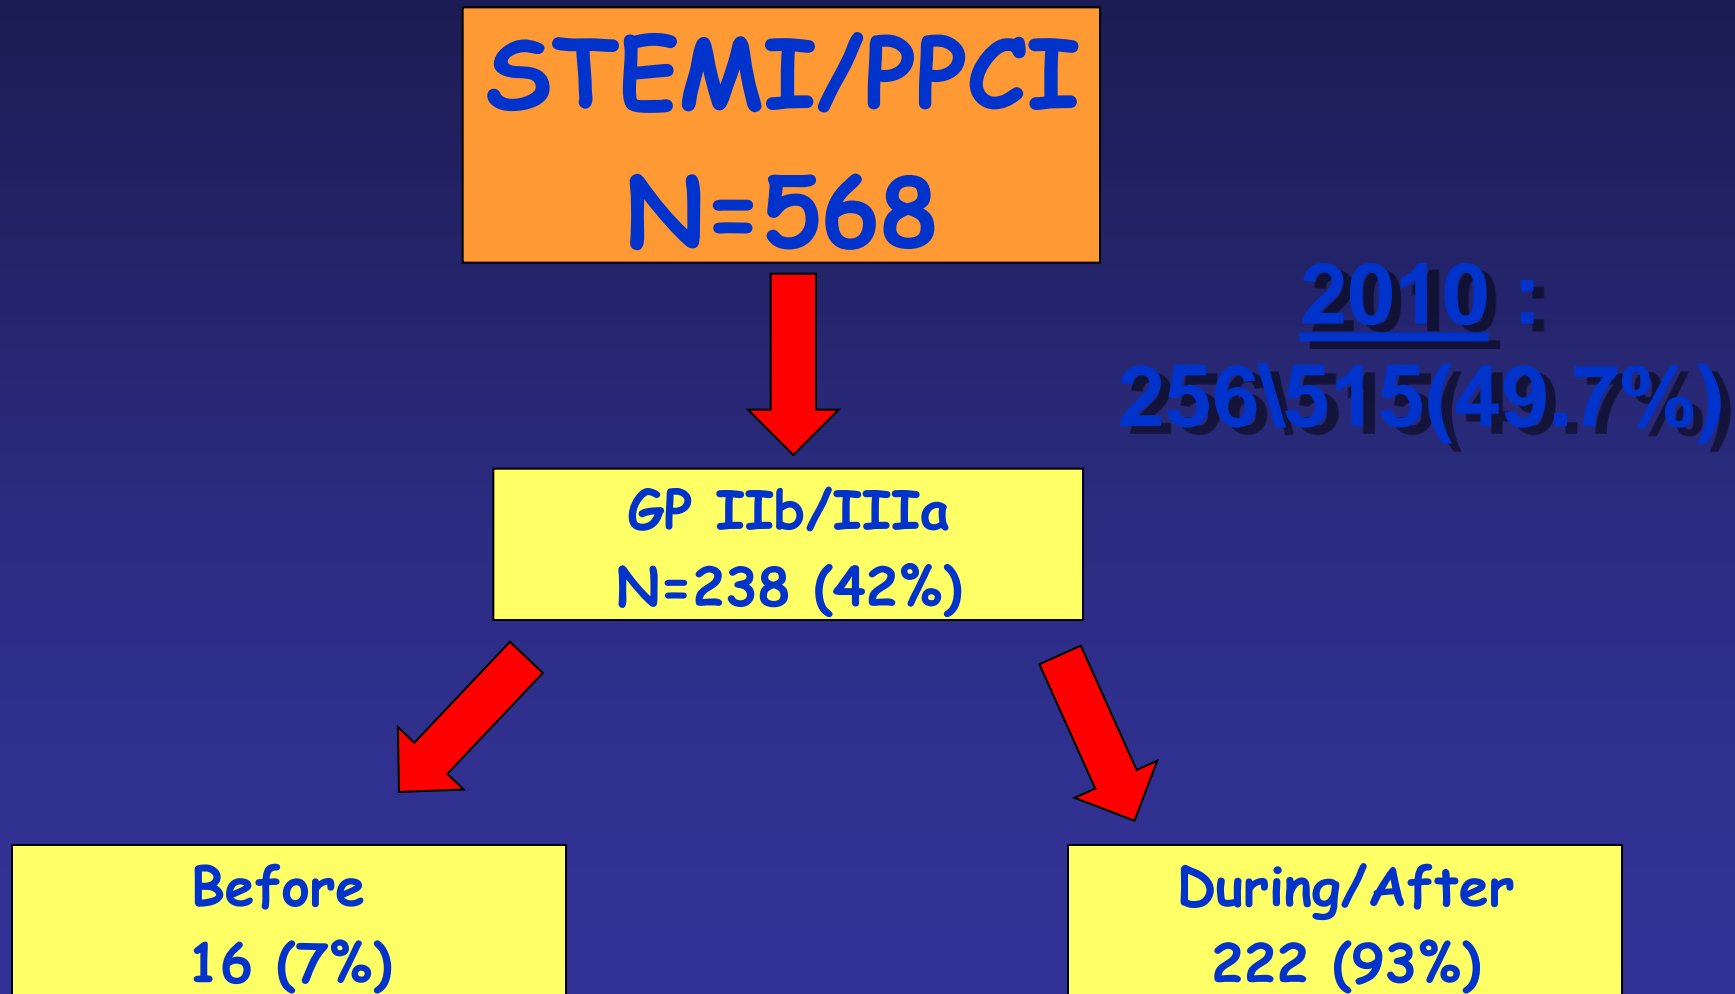 STEMI/PPCI
N=568
2010 :
256\515(49.7%)
GP IIb/IIIa
N=238 (42%)
Before
16 (7%)
During/After
222 (93%)